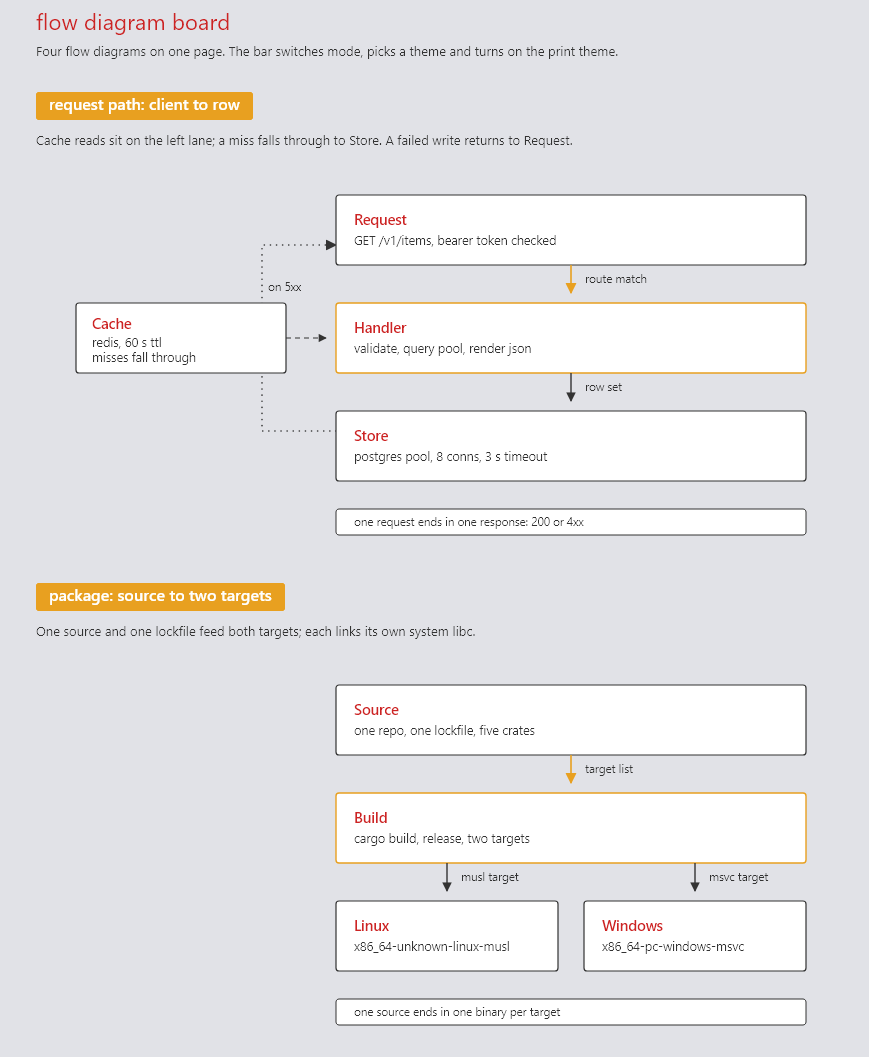 flow diagram board
Four flow diagrams on one page. The bar switches mode, picks a theme and turns on the print theme.
request path: client to row
Cache reads sit on the left lane; a miss falls through to Store. A failed write returns to Request.
Request
GET /v1/items, bearer token checked
route match
on 5xx
Cache
redis, 60 s ttl
misses fall through
Handler
validate, query pool, render json
row set
Store
postgres pool, 8 conns, 3 s timeout
one request ends in one response: 200 or 4xx
package: source to two targets
One source and one lockfile feed both targets; each links its own system libc.
Source
one repo, one lockfile, five crates
target list
Build
cargo build, release, two targets
musl target
msvc target
Linux
x86_64-unknown-linux-musl
Windows
x86_64-pc-windows-msvc
one source ends in one binary per target